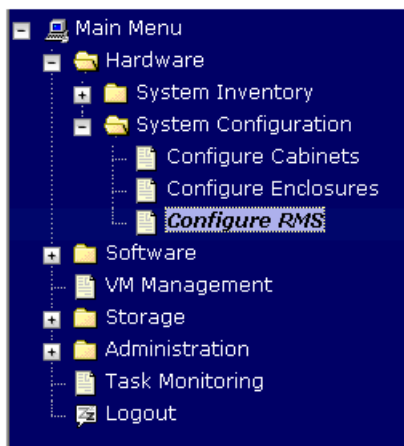 Main Menu
Hardware
System Inventory
System Configuration
Configure Cabinets
Configure Enclosures
Configure RMS
Software
VM Management
Storage
Administration
Task Monitoring
Logout